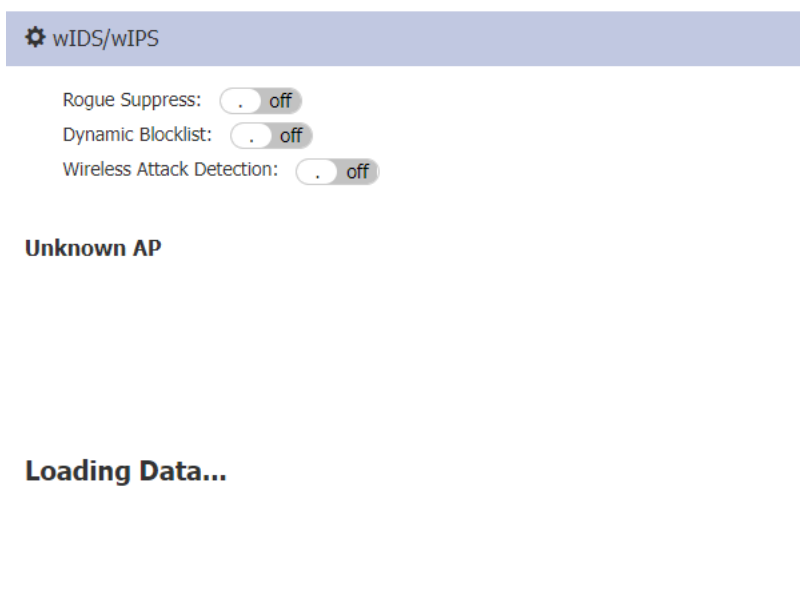 wIDS/wIPS
Rogue Suppress: . off
Dynamic Blocklist: . off
Wireless Attack Detection: . off
Unknown AP
Loading Data...